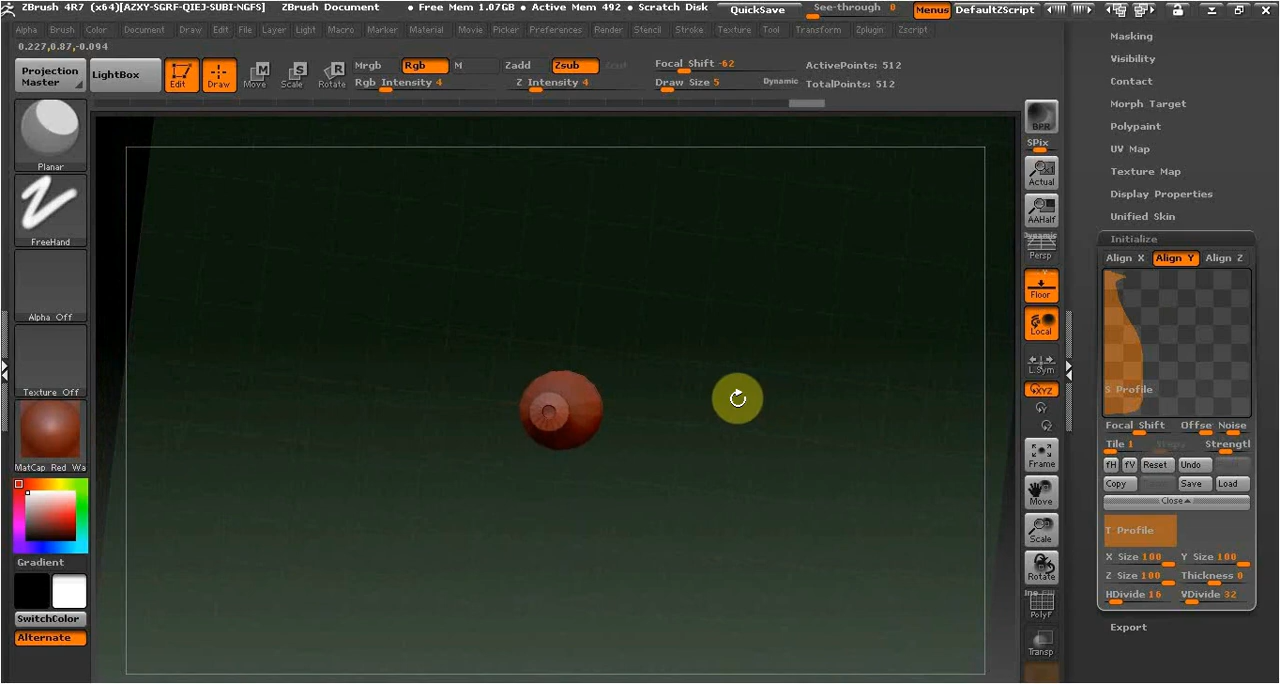 ZBrush 4R7 (x64)[AZXY-SGRF-QIEJ-SUBI-NGFS] ZBrush Document • Free Mem 1.07GB • Active Mem 492 • Scratch Disk QuickSave See-through 0 Menus DefaultZScript
Alpha Brush Color Document Draw Edit File Layer Light Macro Marker Material Movie Picker Preferences Render Stencil Stroke Texture Tool Transform Zplugin Zscript
0.227,0.87,-0.094
Projection Master
LightBox
Edit
Draw
Move
Scale
Rotate
Mrgb Rgb M
Rgb Intensity 4
Zadd Zsub
Z Intensity 4
Focal Shift -62
Draw Size 5 Dynamic
ActivePoints: 512
TotalPoints: 512
Planar
FreeHand
Alpha Off
Texture Off
MatCap Red Wa
Gradient
SwitchColor
Alternate
BPR
SPix
Actual
AAHalf
Dynamic
Persp
Floor
Local
L.Sym
XYZ
Frame
Move
Scale
Rotate
PolyF
Transp
Masking
Visibility
Contact
Morph Target
Polypaint
UV Map
Texture Map
Display Properties
Unified Skin
Initialize
Align X Align Y Align Z
S Profile
Focal Shift Offse Noise
Tile 1 Strengtl
fH fV Reset Undo
Copy Save Load
Close
T Profile
X Size 100 Y Size 100
Z Size 100 Thickness 0
HDivide 16 VDivide 32
Export